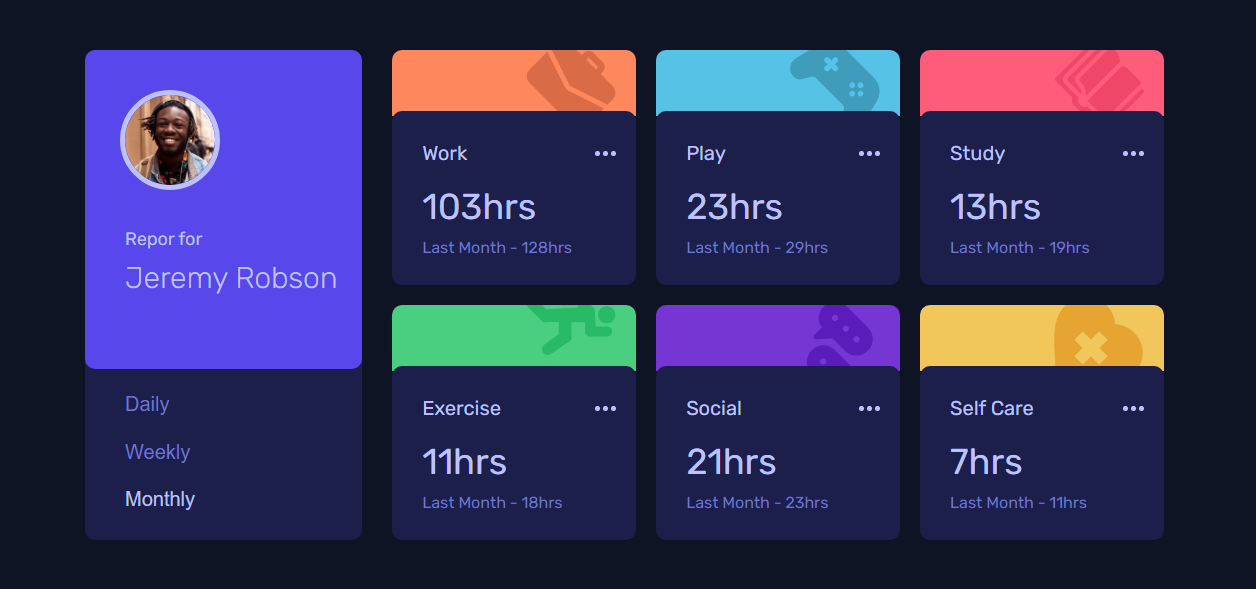 Repor for
Jeremy Robson
Daily
Weekly
Monthly
Work
103hrs
Last Month - 128hrs
Play
23hrs
Last Month - 29hrs
Study
13hrs
Last Month - 19hrs
Exercise
11hrs
Last Month - 18hrs
Social
21hrs
Last Month - 23hrs
Self Care
7hrs
Last Month - 11hrs